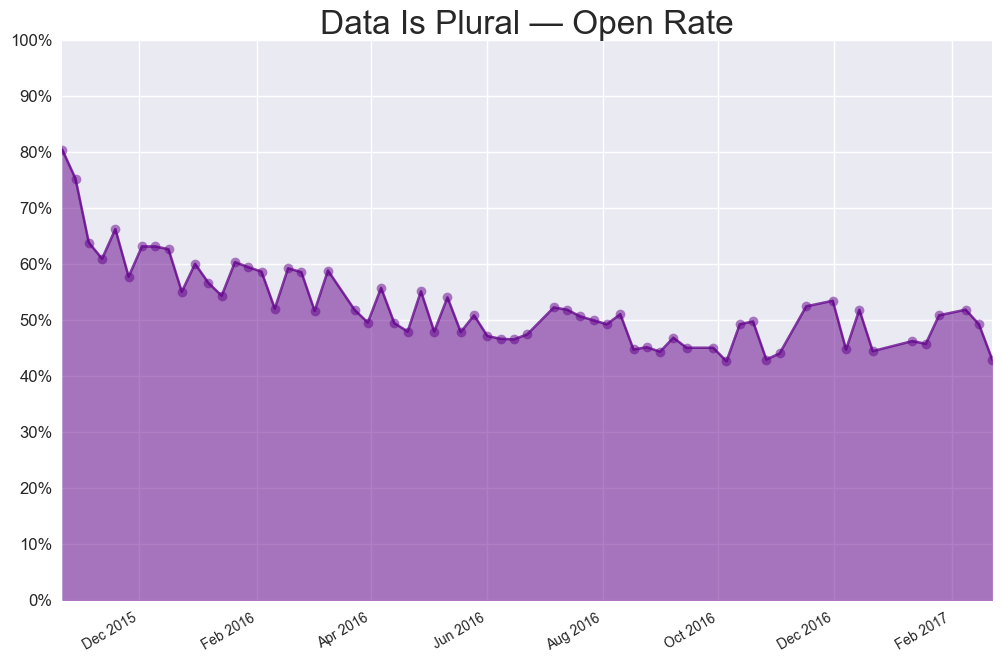 Data Is Plural — Open Rate
100%
90%
80%
70%
60%
50%
40%
30%
20%
10%
0%
Dec 2015
Feb 2016
Apr 2016
Jun 2016
Aug 2016
Oct 2016
Dec 2016
Feb 2017